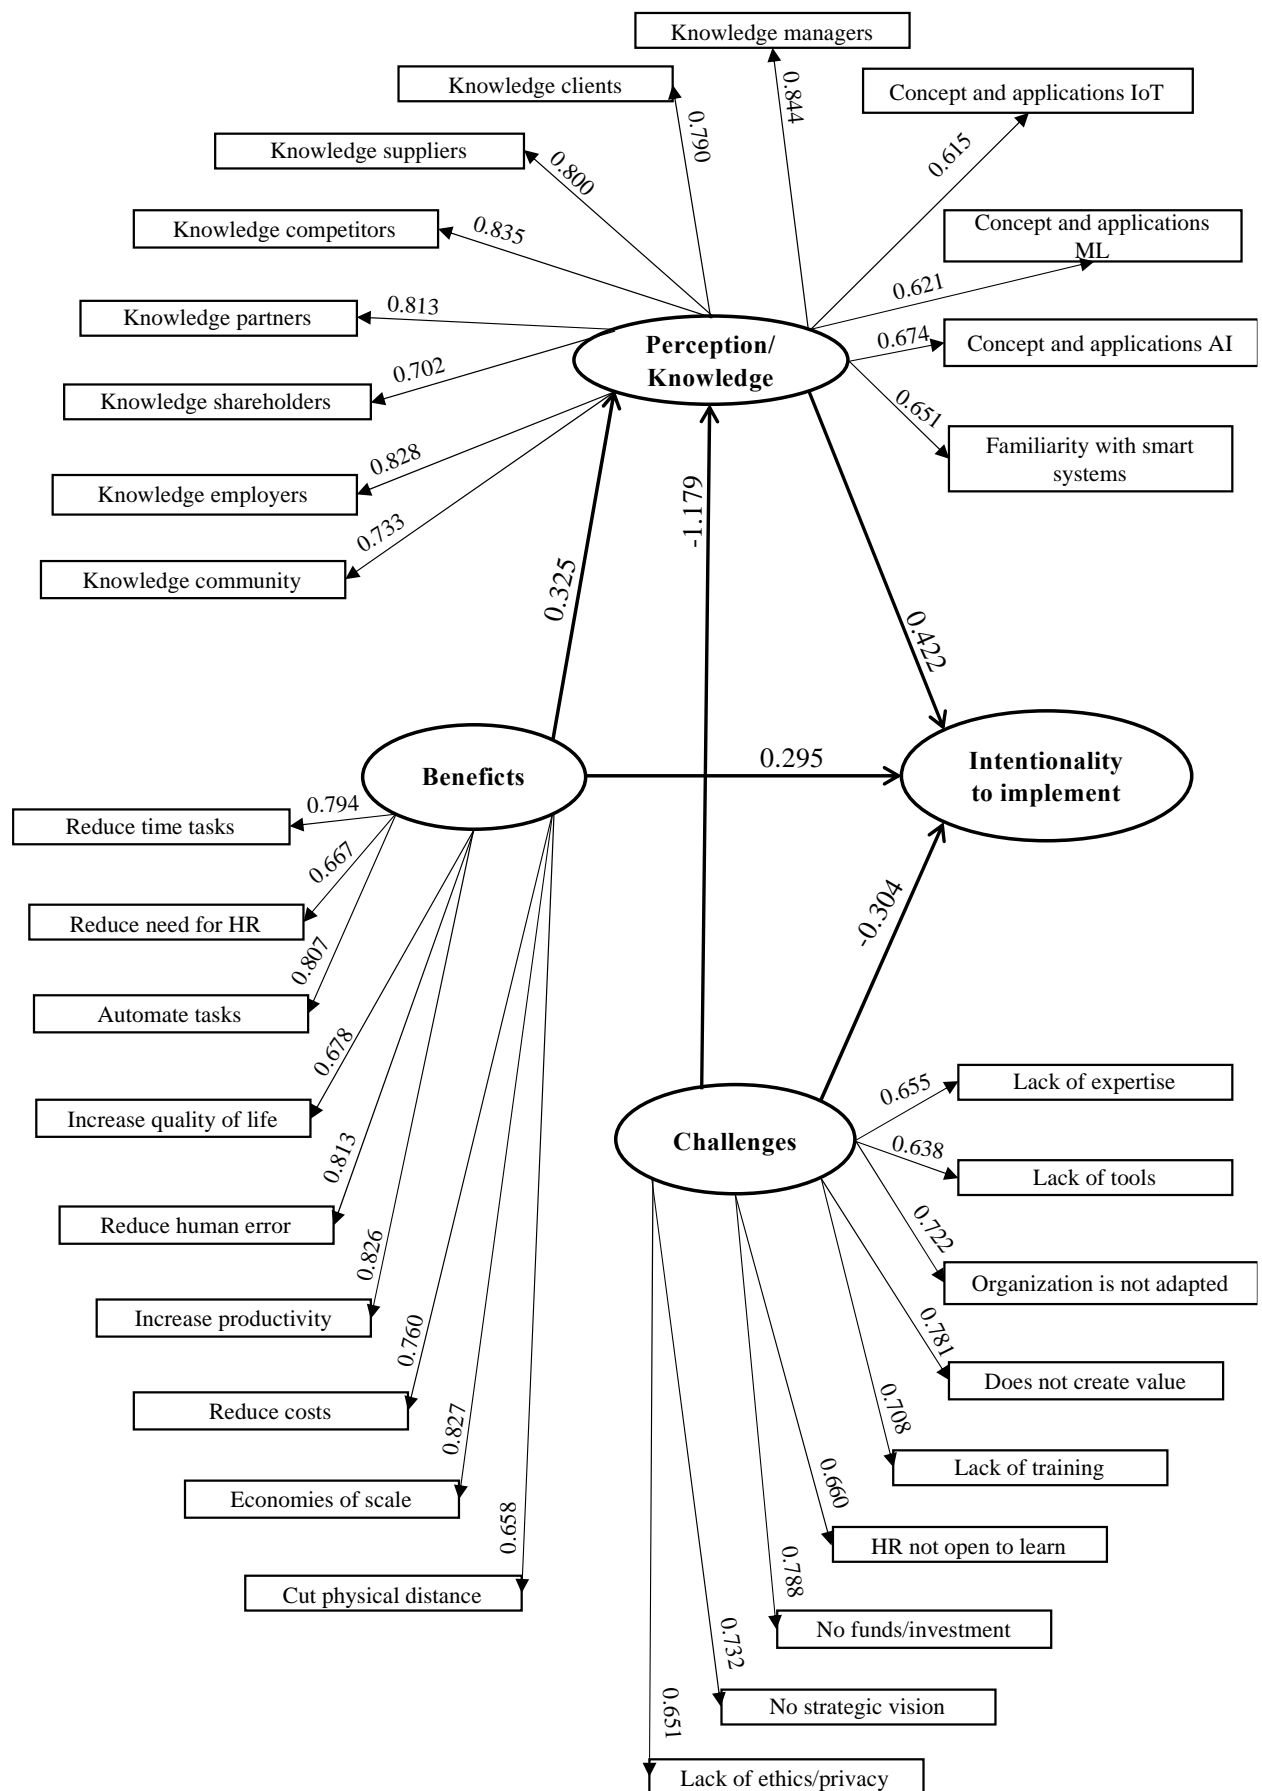 Knowledge managers
0.844
Knowledge clients
0.790
Concept and applications IoT
0.615
Knowledge suppliers
0.800
Knowledge competitors
0.835
Concept and applications
ML
0.621
Knowledge partners
0.813
Perception/
Knowledge
0.674
Concept and applications AI
Knowledge shareholders
0.702
0.651
Familiarity with smart
systems
Knowledge employers
0.828
Knowledge community
0.733
-1.179
0.325
0.422
Beneficts
0.295
Intentionality
to implement
-0.304
Reduce time tasks
0.794
Reduce need for HR
0.667
Automate tasks
0.807
Increase quality of life
0.678
Reduce human error
0.813
Increase productivity
0.826
Reduce costs
0.760
Economies of scale
0.827
Cut physical distance
0.658
Challenges
0.655
Lack of expertise
0.638
Lack of tools
0.722
Organization is not adapted
0.781
Does not create value
0.708
Lack of training
0.660
HR not open to learn
0.788
No funds/investment
0.732
No strategic vision
0.651
Lack of ethics/privacy